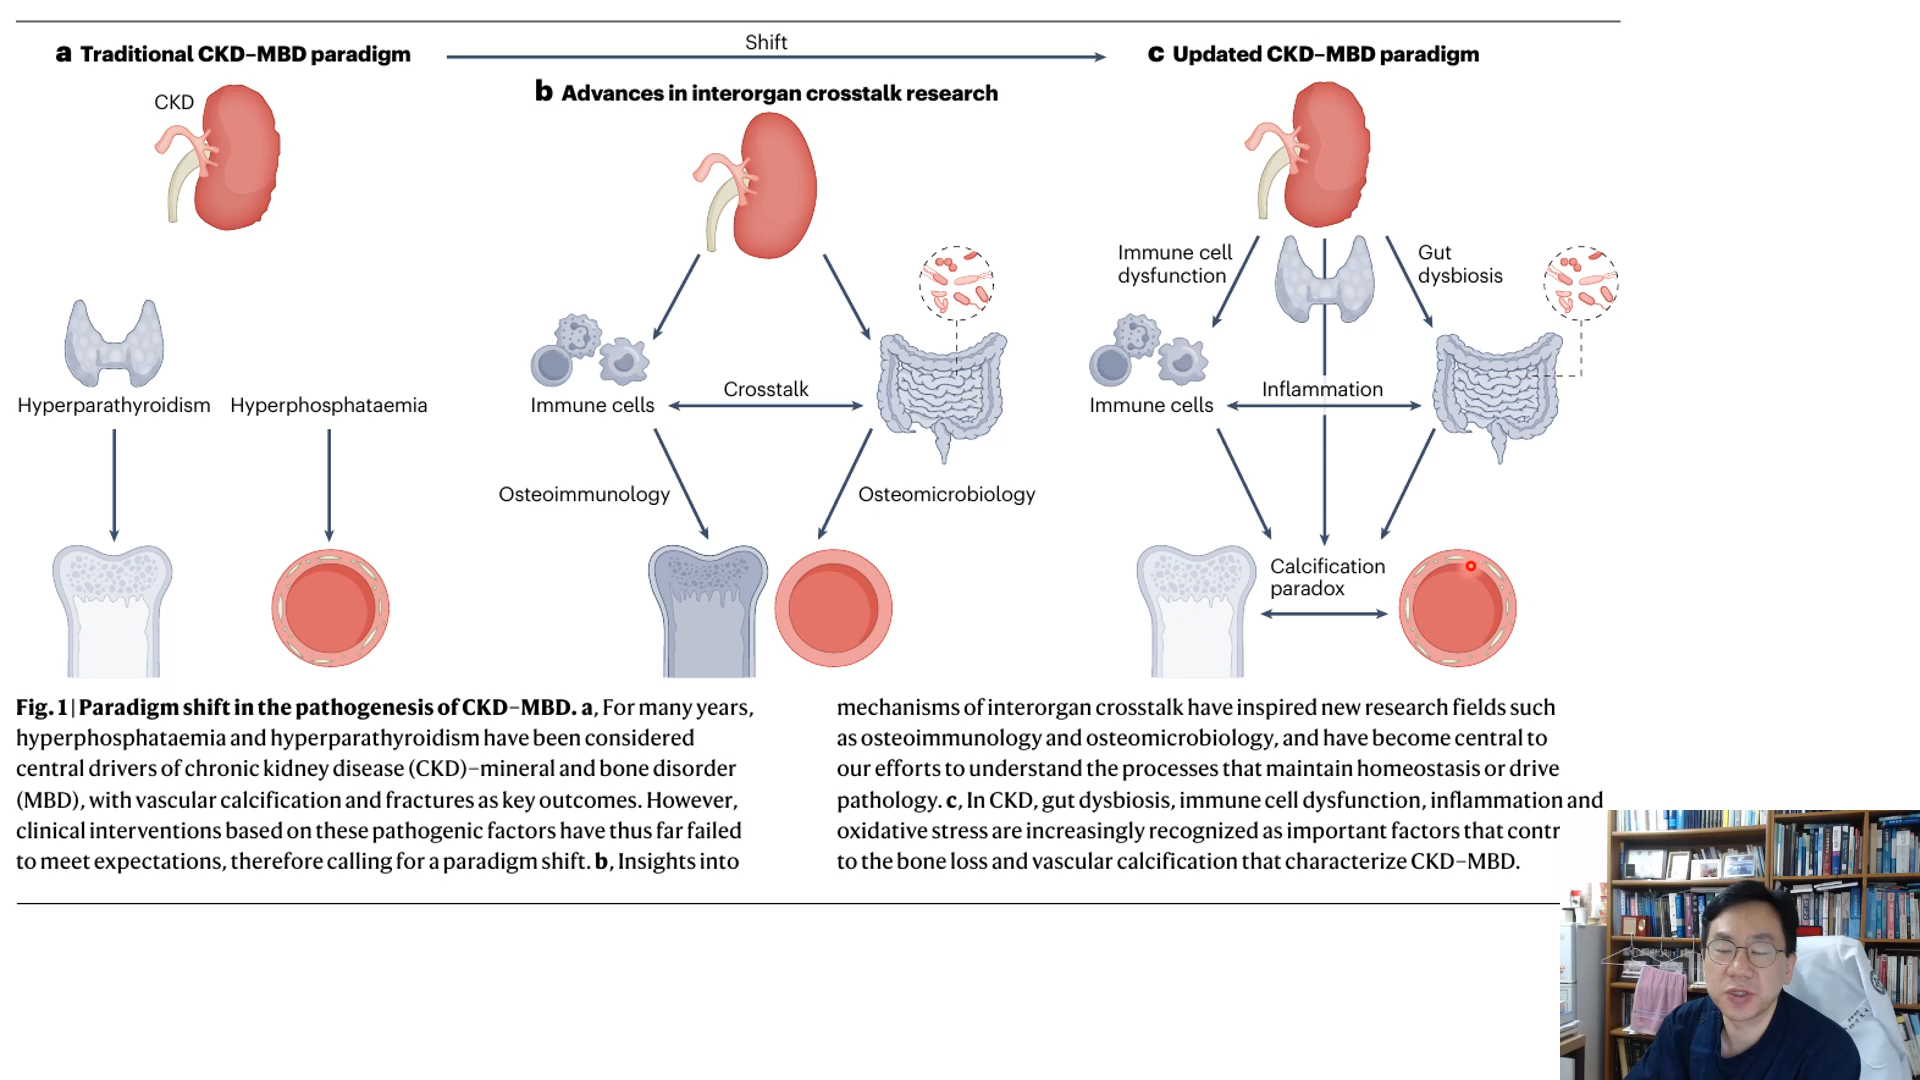 a Traditional CKD–MBD paradigm
Shift
c Updated CKD–MBD paradigm
b Advances in interorgan crosstalk research
CKD
Immune cell
dysfunction
Gut
dysbiosis
Hyperparathyroidism
Hyperphosphataemia
Immune cells
Crosstalk
Immune cells
Inflammation
Osteoimmunology
Osteomicrobiology
Calcification
paradox
Fig. 1 | Paradigm shift in the pathogenesis of CKD–MBD. a, For many years,
hyperphosphataemia and hyperparathyroidism have been considered
central drivers of chronic kidney disease (CKD)–mineral and bone disorder
(MBD), with vascular calcification and fractures as key outcomes. However,
clinical interventions based on these pathogenic factors have thus far failed
to meet expectations, therefore calling for a paradigm shift. b, Insights into
mechanisms of interorgan crosstalk have inspired new research fields such
as osteoimmunology and osteomicrobiology, and have become central to
our efforts to understand the processes that maintain homeostasis or drive
pathology. c, In CKD, gut dysbiosis, immune cell dysfunction, inflammation and
oxidative stress are increasingly recognized as important factors that contr
to the bone loss and vascular calcification that characterize CKD–MBD.